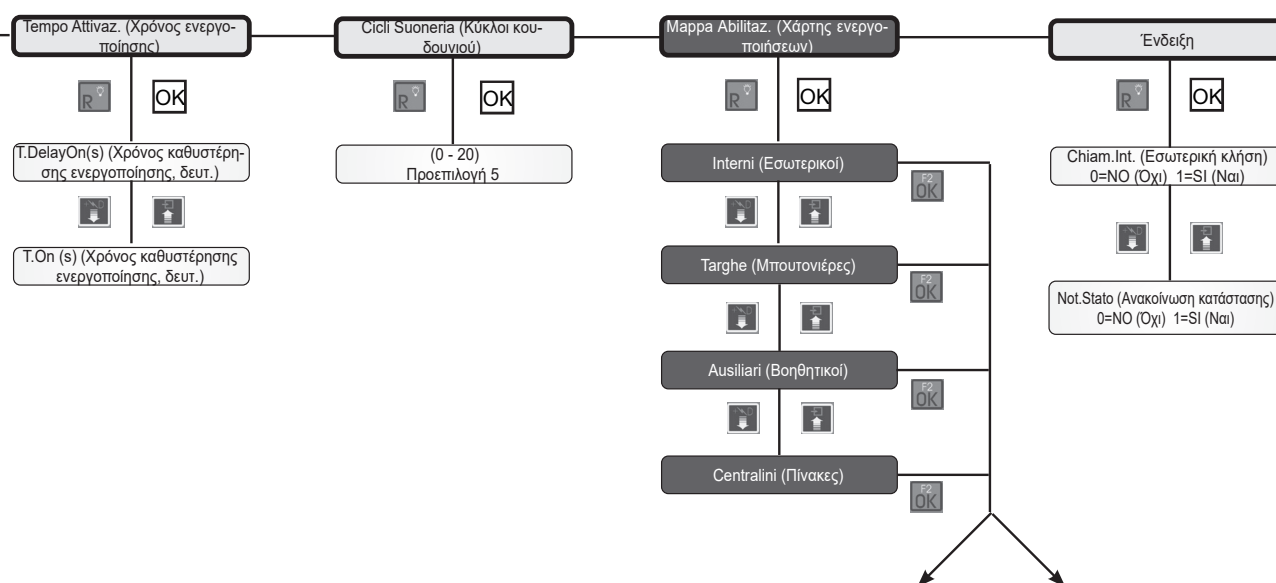 Tempo Attivaz. (Χρόνος ενεργο-
ποίησης)
R
OK
T.DelayOn(s) (Χρόνος καθυστέρη-
σης ενεργοποίησης, δευτ.)
T.On (s) (Χρόνος καθυστέρησης
ενεργοποίησης, δευτ.)
Cicli Suoneria (Κύκλοι κου-
δουνιού)
R
OK
(0 - 20)
Προεπιλογή 5
Mappa Abilitaz. (Χάρτης ενεργο-
ποιήσεων)
R
OK
Interni (Εσωτερικοί)
F2
OK
Targhe (Μπουτονιέρες)
F2
OK
Ausiliari (Βοηθητικοί)
F2
OK
Centralini (Πίνακες)
F2
OK
Ένδειξη
R
OK
Chiam.Int. (Εσωτερική κλήση)
0=NO (Όχι) 1=SI (Ναι)
Not.Stato (Ανακοίνωση κατάστασης)
0=NO (Όχι) 1=SI (Ναι)